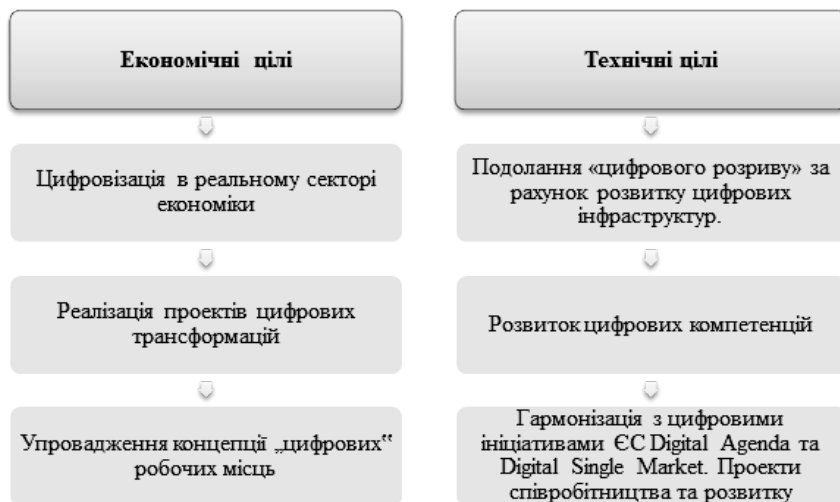 Економічні цілі
Цифровізація в реальному секторі
економіки
Реалізація проектів цифрових
трансформацій
Упровадження концепції „цифрових“
робочих місць
Технічні цілі
Подолання «цифрового розриву» за
рахунок розвитку цифрових
інфраструктур.
Розвиток цифрових компетенцій
Гармонізація з цифровими
ініціативами ЄС Digital Agenda та
Digital Single Market. Проекти
співробітництва та розвитку